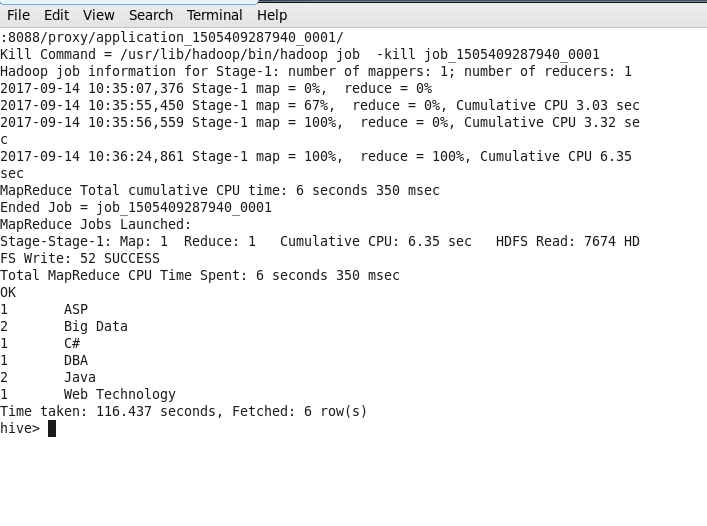 File Edit View Search Terminal Help
:8088/proxy/application_1505409287940_0001/
Kill Command = /usr/lib/hadoop/bin/hadoop job  -kill job_1505409287940_0001
Hadoop job information for Stage-1: number of mappers: 1; number of reducers: 1
2017-09-14 10:35:07,376 Stage-1 map = 0%,  reduce = 0%
2017-09-14 10:35:55,450 Stage-1 map = 67%,  reduce = 0%, Cumulative CPU 3.03 sec
2017-09-14 10:35:56,559 Stage-1 map = 100%,  reduce = 0%, Cumulative CPU 3.32 se
c
2017-09-14 10:36:24,861 Stage-1 map = 100%,  reduce = 100%, Cumulative CPU 6.35
sec
MapReduce Total cumulative CPU time: 6 seconds 350 msec
Ended Job = job_1505409287940_0001
MapReduce Jobs Launched:
Stage-Stage-1: Map: 1  Reduce: 1   Cumulative CPU: 6.35 sec   HDFS Read: 7674 HD
FS Write: 52 SUCCESS
Total MapReduce CPU Time Spent: 6 seconds 350 msec
OK
1       ASP
2       Big Data
1       C#
1       DBA
2       Java
1       Web Technology
Time taken: 116.437 seconds, Fetched: 6 row(s)
hive>